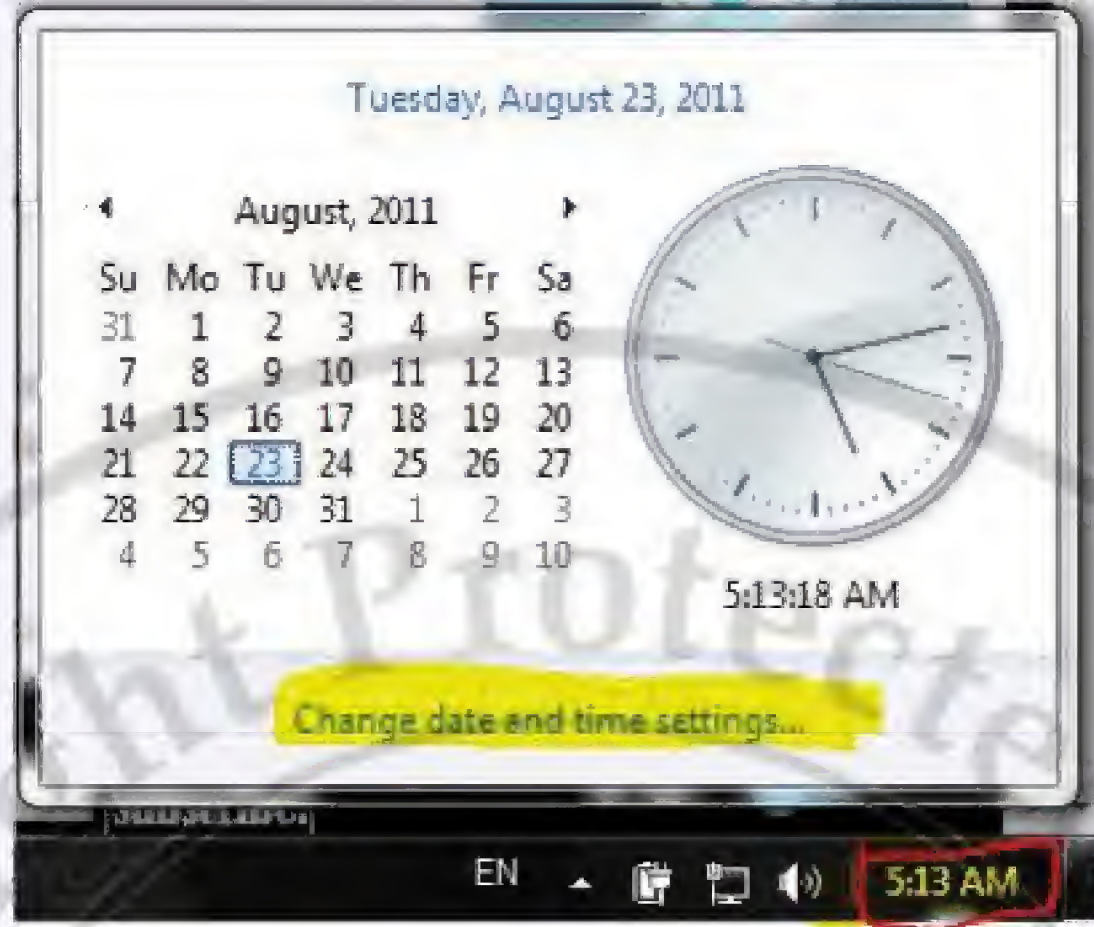 Tuesday, August 23, 2011
August, 2011
Su Mo Tu We Th Fr Sa
31 1 2 3 4 5 6
7 8 9 10 11 12 13
14 15 16 17 18 19 20
21 22 23 24 25 26 27
28 29 30 31 1 2 3
4 5 6 7 8 9 10
5:13:18 AM
Change date and time settings...
EN
5:13 AM